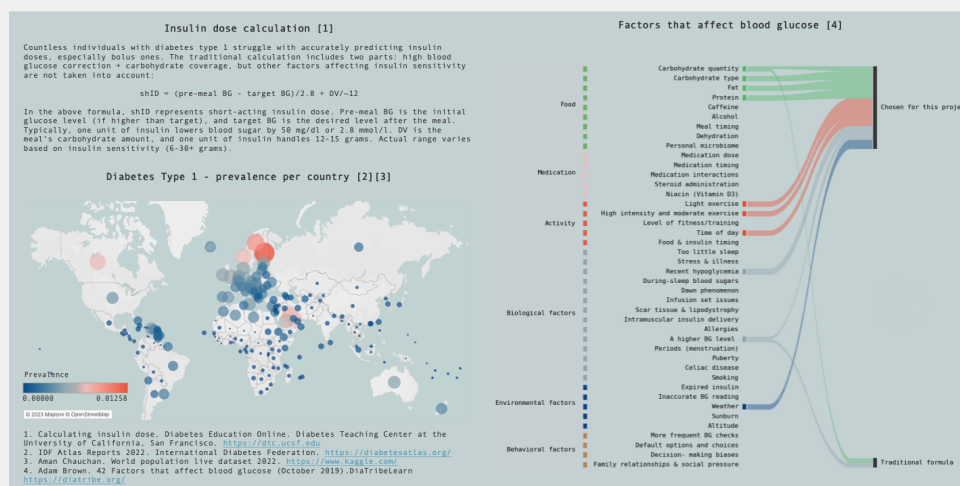 Insulin dose calculation [1]
Countless individuals with diabetes type 1 struggle with accurately predicting insulin
doses, especially bolus ones. The traditional calculation includes two parts: high blood
glucose correction + carbohydrate coverage, but other factors affecting insulin sensitivity
are not taken into account:
shID = (pre-meal BG - target BG)/2.8 + DV/~12
In the above formula, shID represents short-acting insulin dose. Pre-meal BG is the initial
glucose level (if higher than target), and target BG is the desired level after the meal.
Typically, one unit of insulin lowers blood sugar by 50 mg/dl or 2.8 mmol/l. DV is the
meal's carbohydrate amount, and one unit of insulin handles 12-15 grams. Actual range varies
based on insulin sensitivity (6-30+ grams).
Diabetes Type 1 - prevalence per country [2][3]
Prevalence
0.00000 0.01258
© 2023 Mapbox © OpenStreetMap
1. Calculating insulin dose. Diabetes Education Online. Diabetes Teaching Center at the
University of California, San Francisco. https://dtc.ucsf.edu
2. IDF Atlas Reports 2022. International Diabetes Federation. https://diabetesatlas.org/
3. Aman Chauchan. World population live dataset 2022. https://www.kaggle.com/
4. Adam Brown. 42 Factors that affect blood glucose (October 2019).DiaTribeLearn
https://diatribe.org/
Factors that affect blood glucose [4]
Food
Medication
Activity
Biological factors
Environmental factors
Behavioral factors
Carbohydrate quantity
Carbohydrate type
Fat
Protein
Caffeine
Alcohol
Meal timing
Dehydration
Personal microbiome
Medication dose
Medication timing
Medication interactions
Steroid administration
Niacin (Vitamin D3)
Light exercise
High intensity and moderate exercise
Level of fitness/training
Time of day
Food & insulin timing
Too little sleep
Stress & illness
Recent hypoglycemia
During-sleep blood sugars
Dawn phenomenon
Infusion set issues
Scar tissue & lipodystrophy
Intramuscular insulin delivery
Allergies
A higher BG level
Periods (menstruation)
Puberty
Celiac disease
Smoking
Expired insulin
Inaccurate BG reading
Weather
Sunburn
Altitude
More frequent BG checks
Default options and choices
Decision- making biases
Family relationships & social pressure
Chosen for this proje
Traditional formula